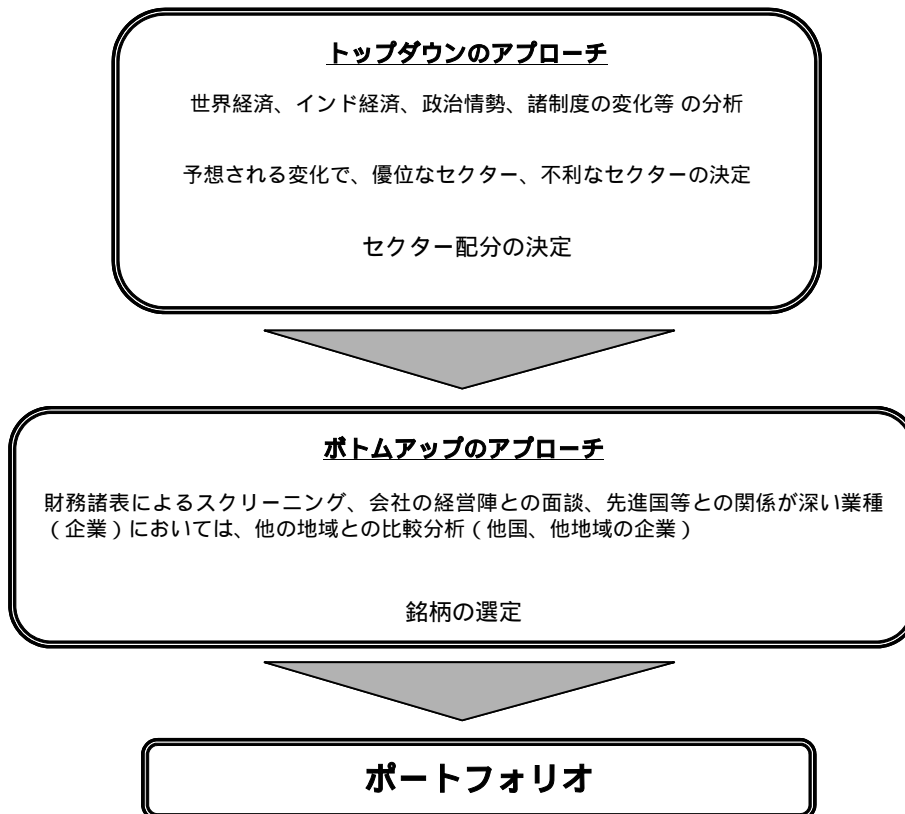 トップダウンのアプローチ
世界経済、インド経済、政治情勢、諸制度の変化等 の分析
予想される変化で、優位なセクター、不利なセクターの決定
セクター配分の決定
ボトムアップのアプローチ
財務諸表によるスクリーニング、会社の経営陣との面談、先進国等との関係が深い業種
（企業）においては、他の地域との比較分析（他国、他地域の企業）
銘柄の選定
ポートフォリオ